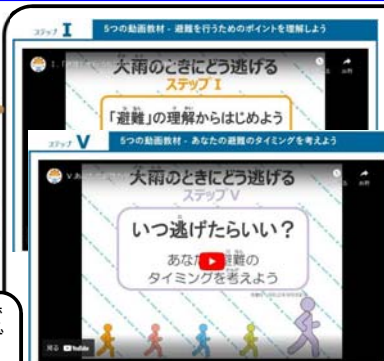 ステップ I 5つの動画教材 - 避難を行うためのポイントを理解しよう
大雨のときにどう逃げる
ステップ I
「避難」の理解からはじめよう
ステップ V 5つの動画教材 - あなたの避難のタイミングを考えよう
大雨のときにどう逃げる
ステップ V
いつ逃げたらいい？
あなた 避難の
タイミングを考えよう
見る YouTube